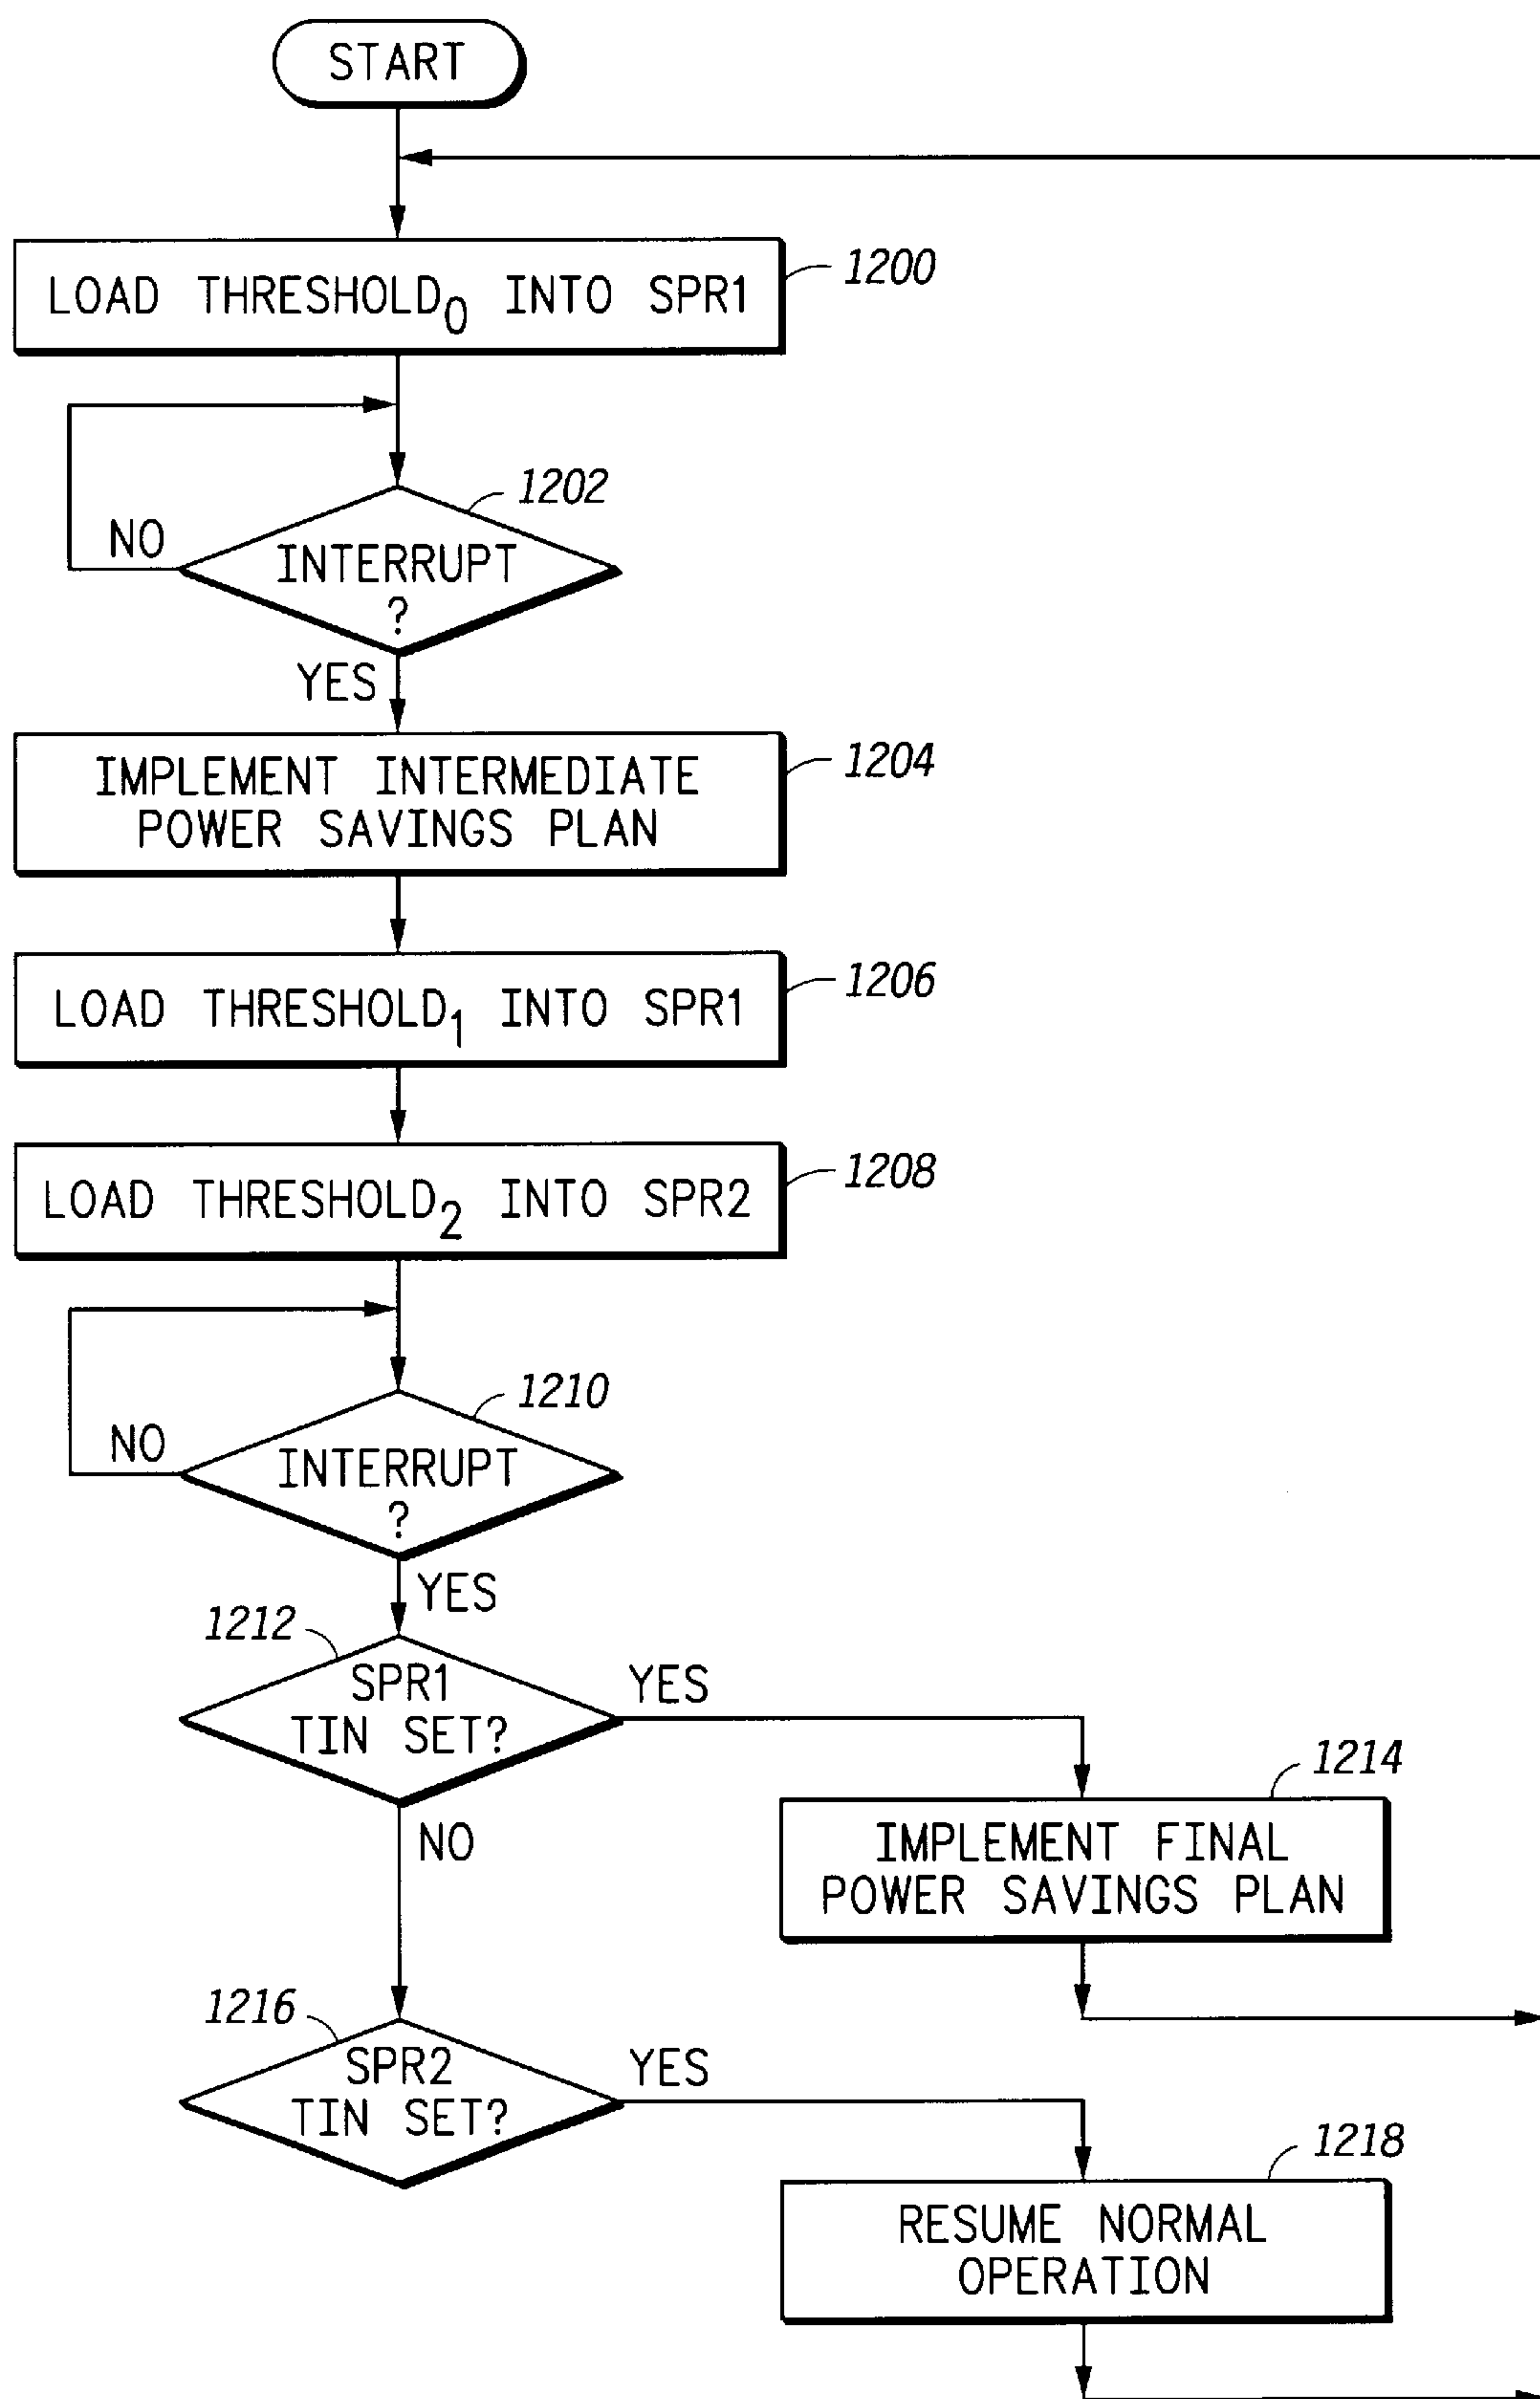 START
LOAD THRESHOLD0 INTO SPR1
1200
1202
NO
INTERRUPT
?
YES
IMPLEMENT INTERMEDIATE
POWER SAVINGS PLAN
1204
LOAD THRESHOLD1 INTO SPR1
1206
LOAD THRESHOLD2 INTO SPR2
1208
1210
NO
INTERRUPT
?
YES
1212
SPR1
TIN SET?
YES
NO
1214
IMPLEMENT FINAL
POWER SAVINGS PLAN
1216
SPR2
TIN SET?
YES
1218
RESUME NORMAL
OPERATION